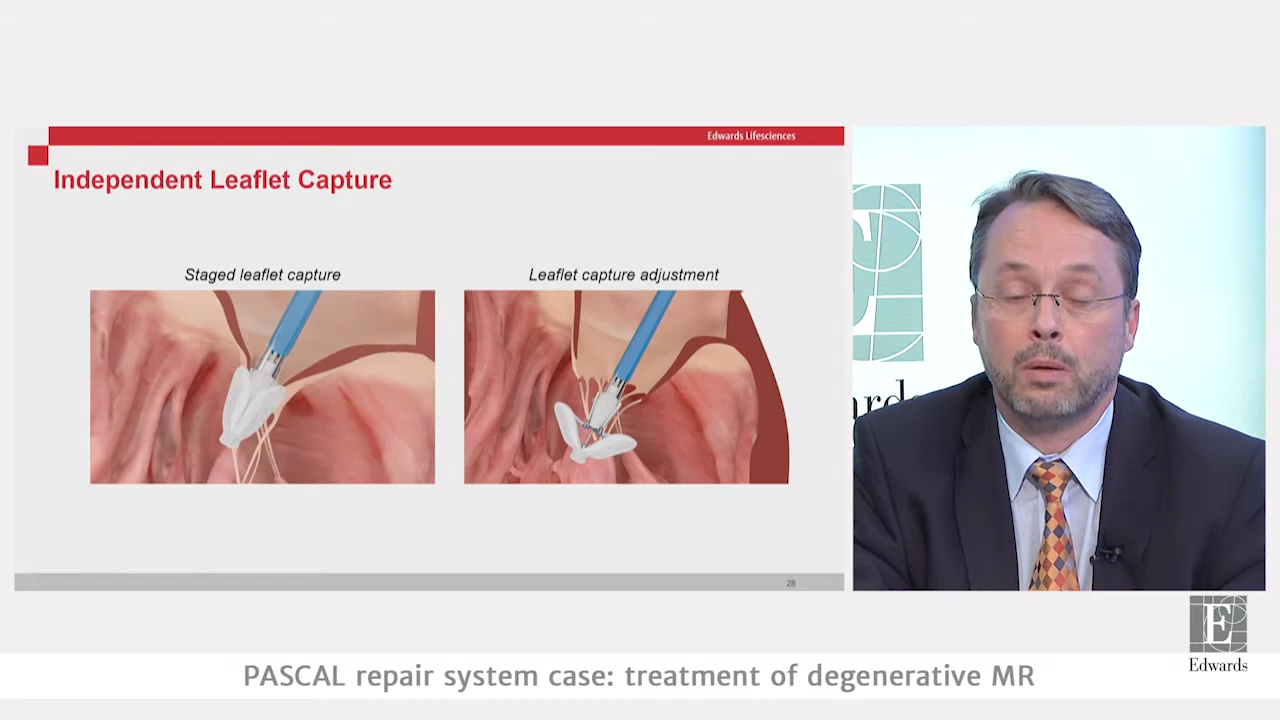 Edwards Lifesciences
Independent Leaflet Capture
Staged leaflet capture
Leaflet capture adjustment
28
E
Edwards
PASCAL repair system case: treatment of degenerative MR